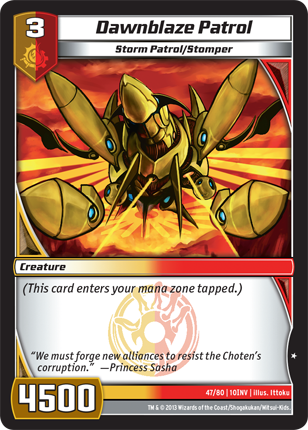 3
Dawnblaze Patrol
Storm Patrol/Stomper
Creature
(This card enters your mana zone tapped.)
“We must forge new alliances to resist the Choten’s
corruption.” —Princess Sasha
4500
47/80 | 10INV | Illus. Ittoku
TM & © 2013 Wizards of the Coast/Shogakukan/Mitsui-Kids.